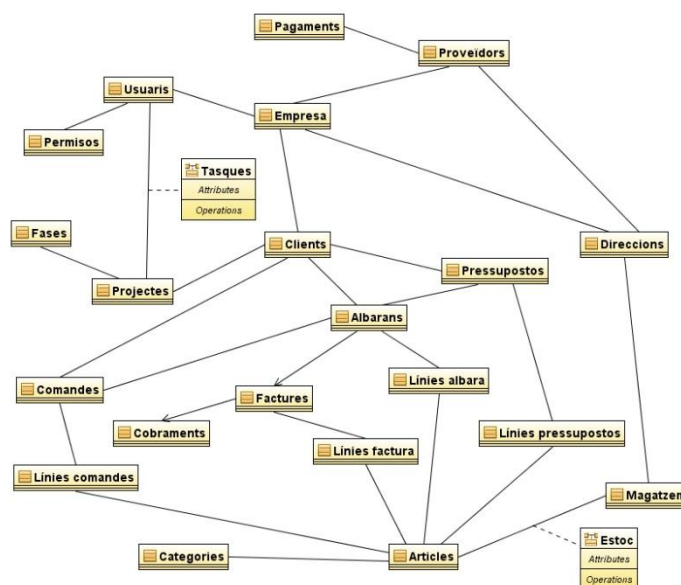 Pagaments
Proveïdors
Usuaris
Empresa
Permisos
Tasques
Attributes
Operations
Fases
Clients
Direccions
Pressupostos
Projectes
Albarans
Comandes
Línies albara
Factures
Cobraments
Línies factura
Línies pressupostos
Línies comandes
Magatzem
Estoc
Categories
Articles
Attributes
Operations